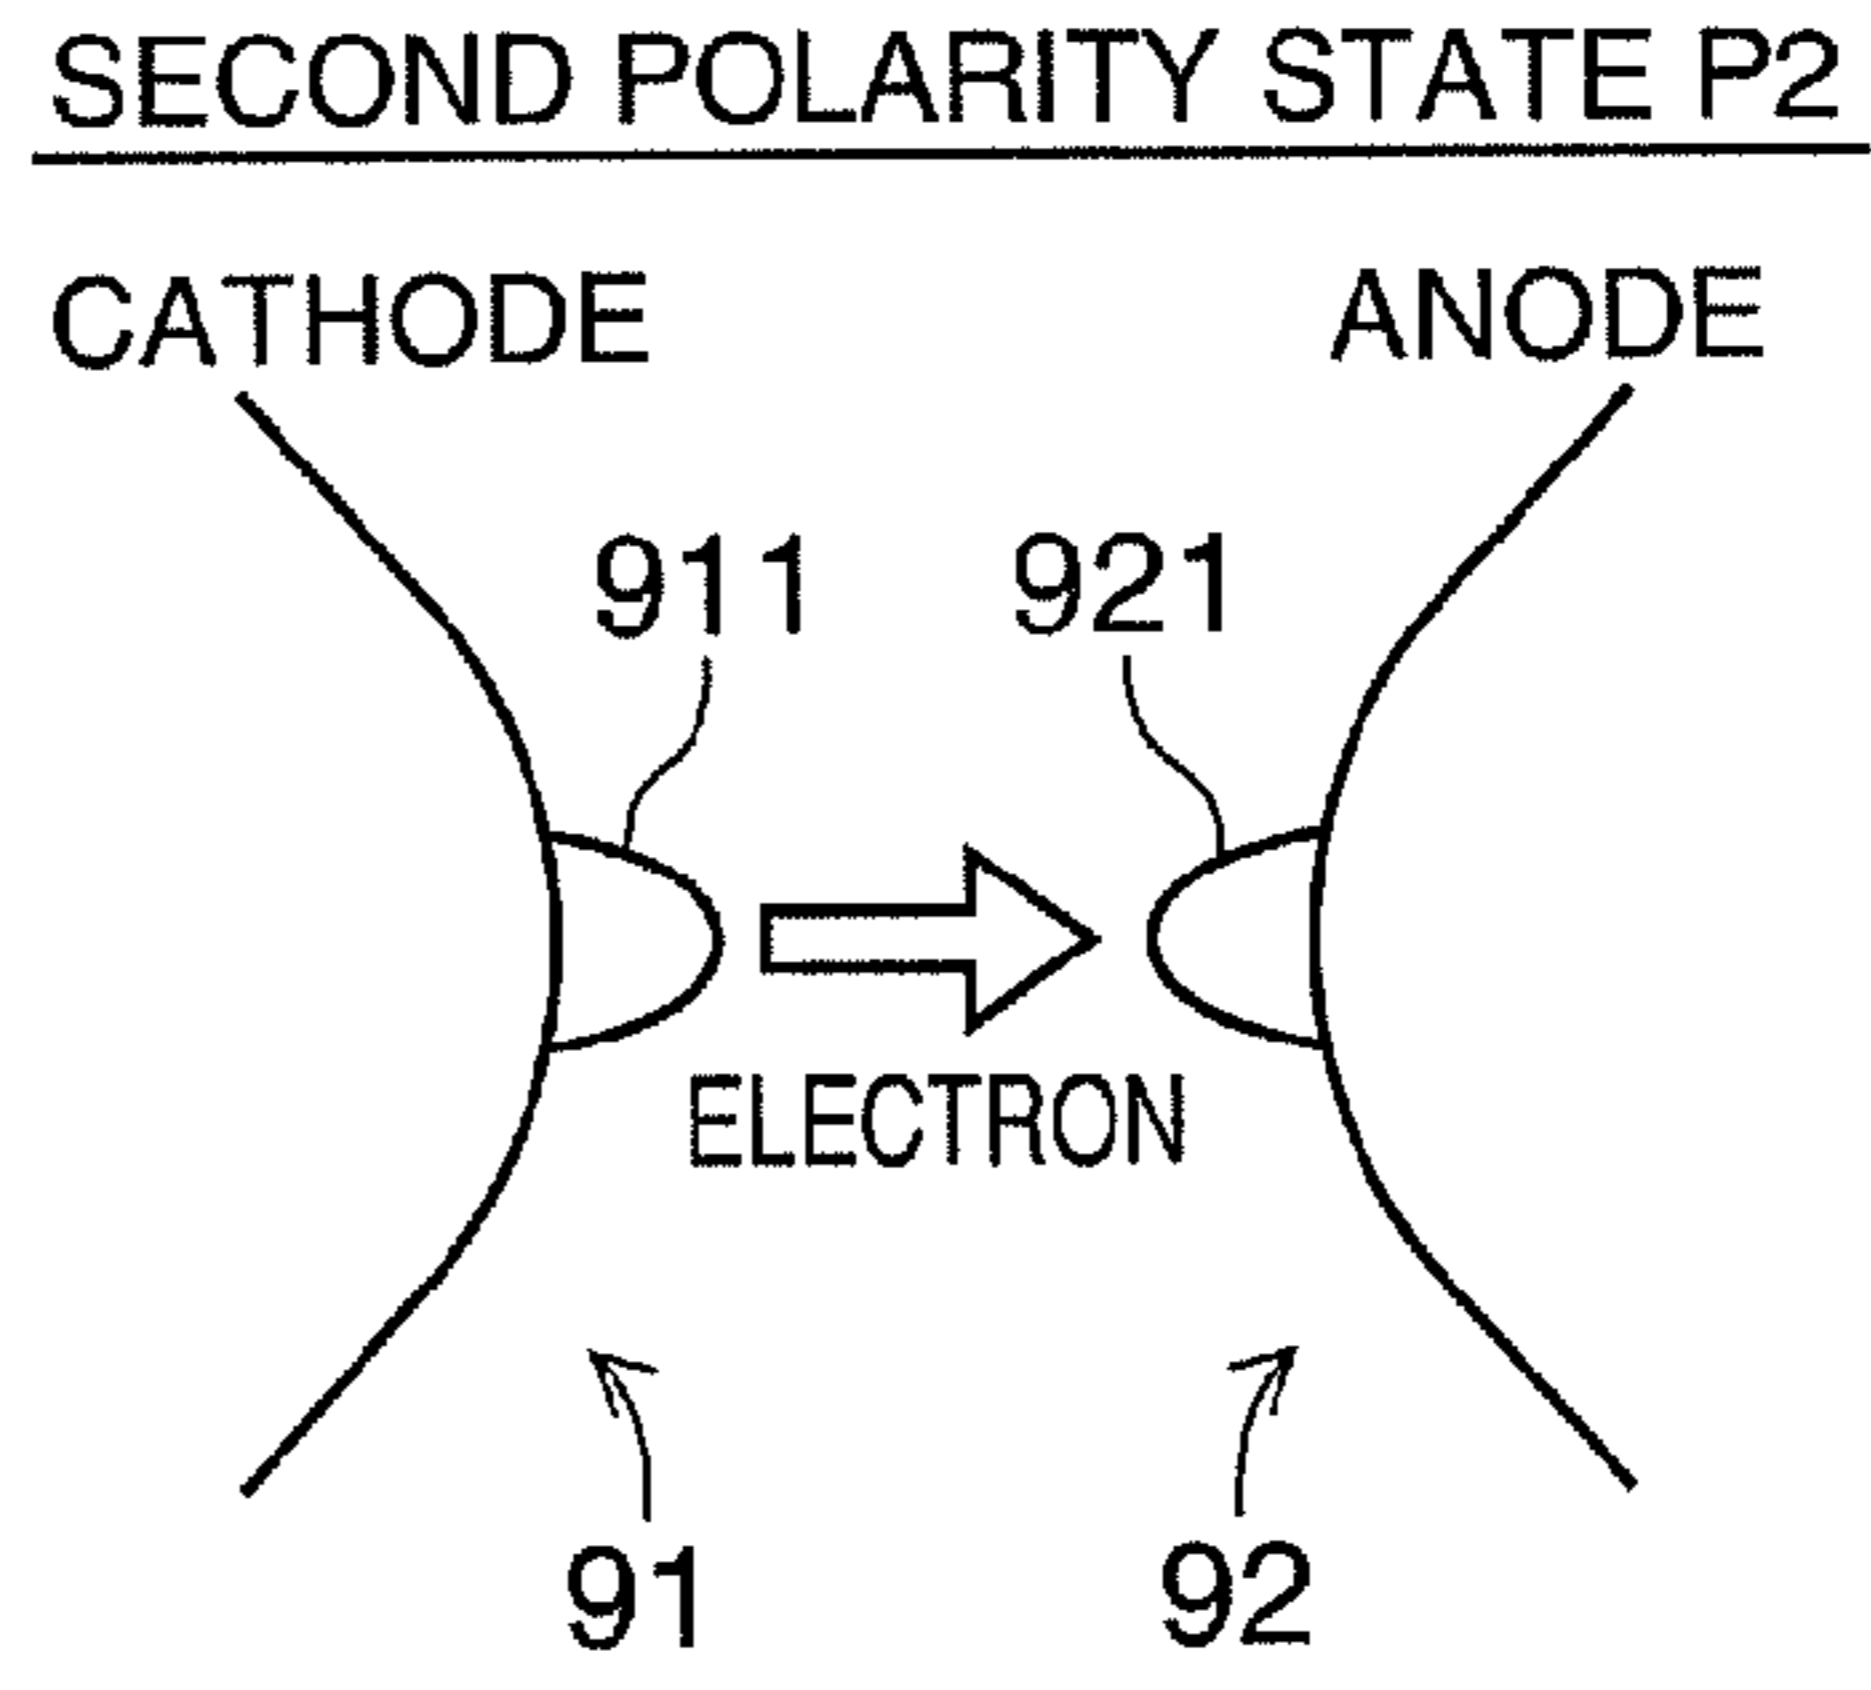 SECOND POLARITY STATE P2
CATHODE ANODE
911 921
ELECTRON
91 92